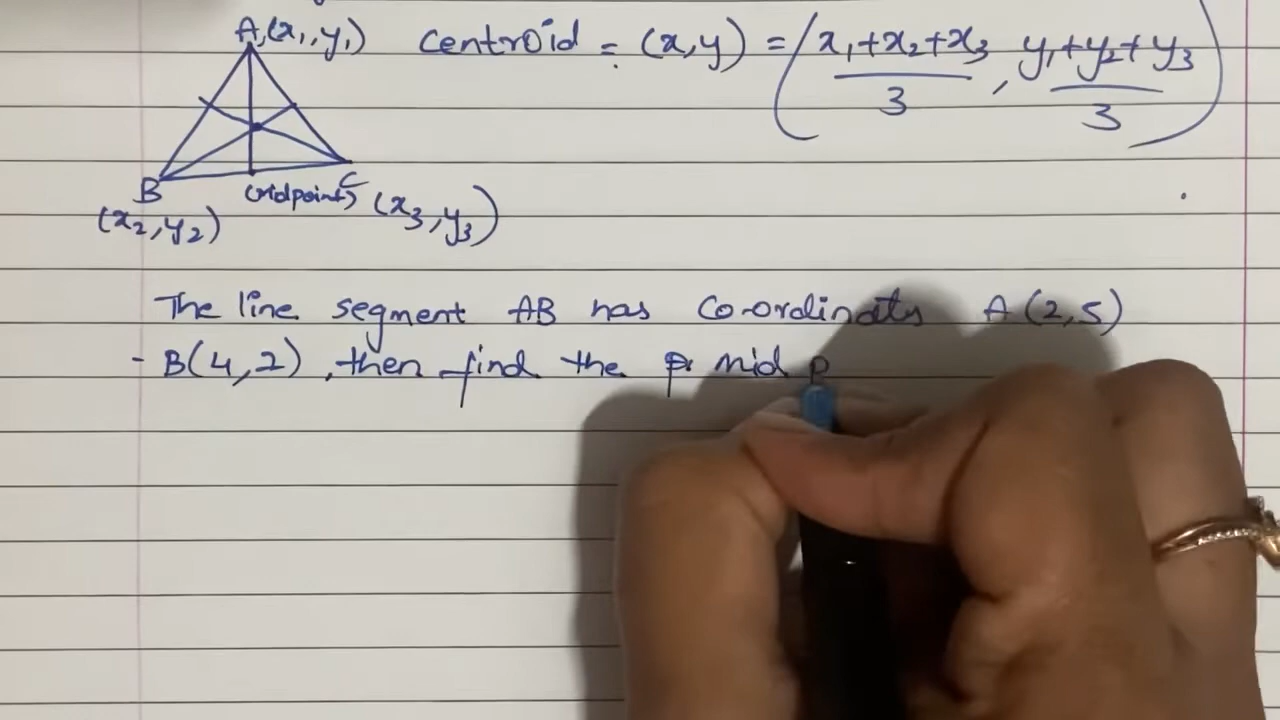 A(x₁,y₁) Centroid = (x,y) = (x₁+x₂+x₃/3, y₁+y₂+y₃/3)
B (midpoint) C (x₃,y₃)
(x₂,y₂)
The line segment AB has Co-ordinats A(2,5)
- B(4,2), then find the mid P